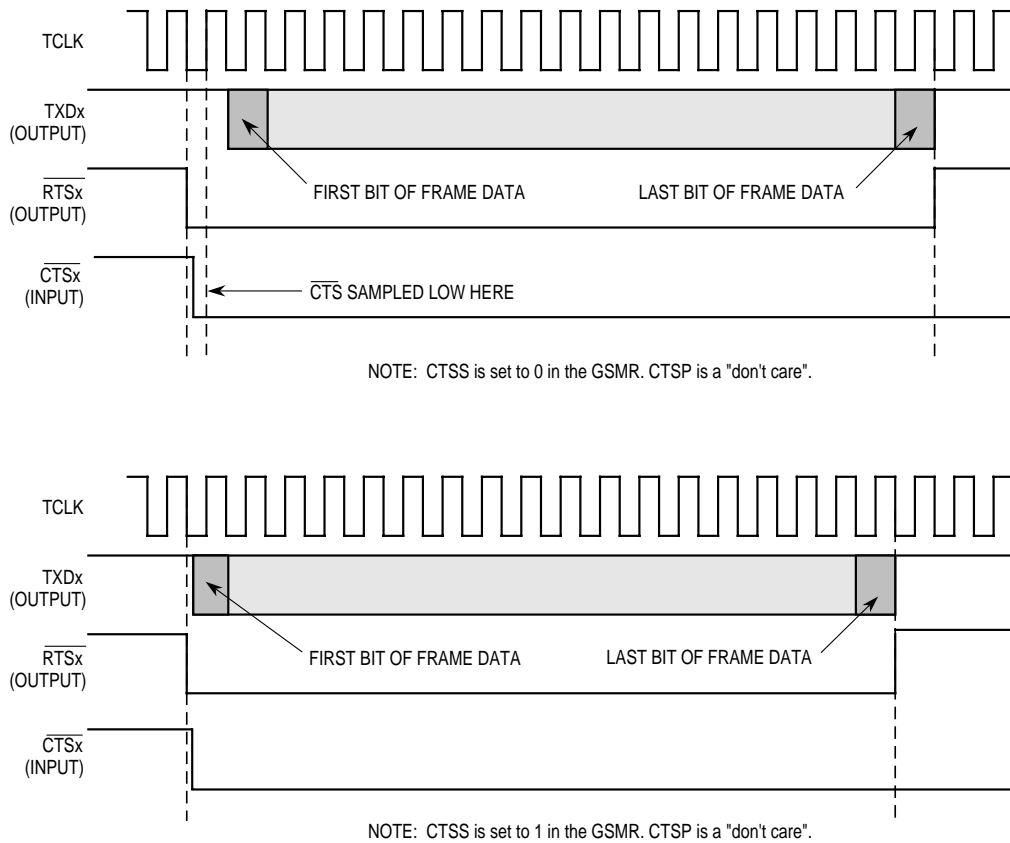 TCLK
TXDx
(OUTPUT)
RTSx
(OUTPUT)
FIRST BIT OF FRAME DATA
LAST BIT OF FRAME DATA
CTSx
(INPUT)
CTS SAMPLED LOW HERE
NOTE: CTSS is set to 0 in the GSMR. CTSP is a "don't care".
TCLK
TXDx
(OUTPUT)
RTSx
(OUTPUT)
FIRST BIT OF FRAME DATA
LAST BIT OF FRAME DATA
CTSx
(INPUT)
NOTE: CTSS is set to 1 in the GSMR. CTSP is a "don't care".